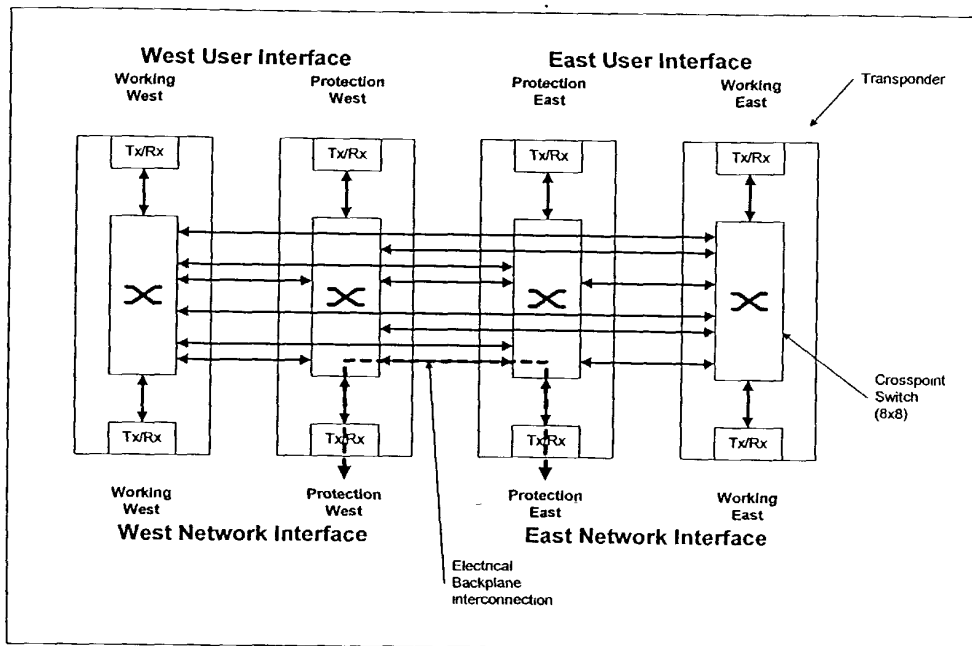 West User Interface
East User Interface
Working
West
Protection
West
Protection
East
Working
East
Transponder
Tx/Rx
Tx/Rx
Tx/Rx
Tx/Rx
Crosspoint
Switch
(8x8)
Tx/Rx
Tx/Rx
Tx/Rx
Tx/Rx
Working
West
Protection
West
Protection
East
Working
East
West Network Interface
East Network Interface
Electrical
Backplane
interconnection